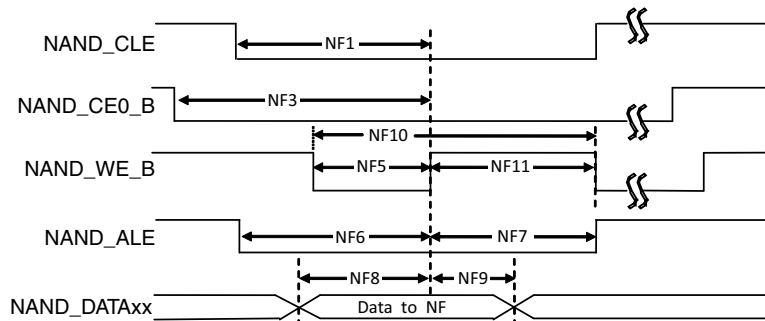 NAND_CLE
NF1
NAND_CE0_B
NF3
NF10
NAND_WE_B
NF5
NF11
NAND_ALE
NF6
NF7
NF8
NF9
NAND_DATAxx
Data to NF